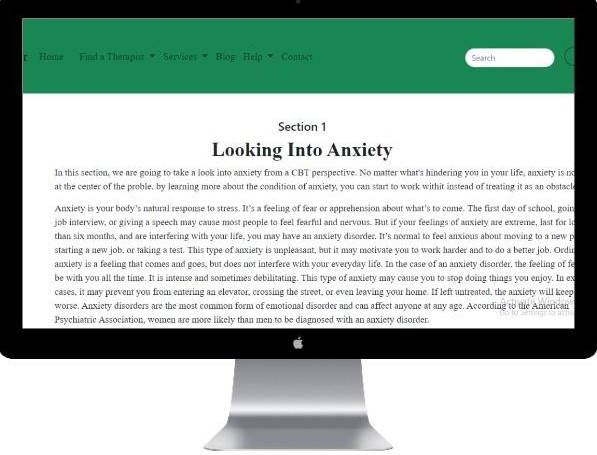 r Home Find a Therapist Services Blog Help Contact Search
Section 1
Looking Into Anxiety
In this section, we are going to take a look into anxiety from a CBT perspective. No matter what's hindering you in your life, anxiety is no
at the center of the proble. by learning more about the condition of anxiety, you can start to work withit instead of treating it as an obstacle
Anxiety is your body’s natural response to stress. It’s a feeling of fear or apprehension about what’s to come. The first day of school, goin
job interview, or giving a speech may cause most people to feel fearful and nervous. But if your feelings of anxiety are extreme, last for lo
than six months, and are interfering with your life, you may have an anxiety disorder. It’s normal to feel anxious about moving to a new p
starting a new job, or taking a test. This type of anxiety is unpleasant, but it may motivate you to work harder and to do a better job. Ordin
anxiety is a feeling that comes and goes, but does not interfere with your everyday life. In the case of an anxiety disorder, the feeling of fe
be with you all the time. It is intense and sometimes debilitating. This type of anxiety may cause you to stop doing things you enjoy. In ex
cases, it may prevent you from entering an elevator, crossing the street, or even leaving your home. If left untreated, the anxiety will keep
worse. Anxiety disorders are the most common form of emotional disorder and can affect anyone at any age. According to the American
Psychiatric Association, women are more likely than men to be diagnosed with an anxiety disorder.
Activate Window
Go to Settings to activ